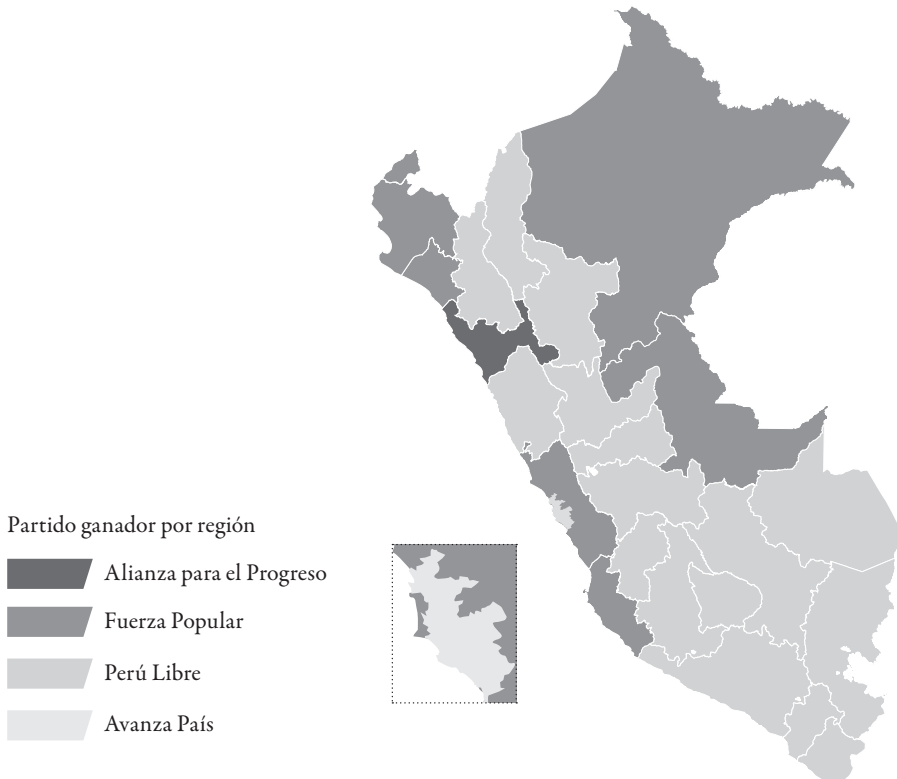 Partido ganador por región
Alianza para el Progreso
Fuerza Popular
Perú Libre
Avanza País